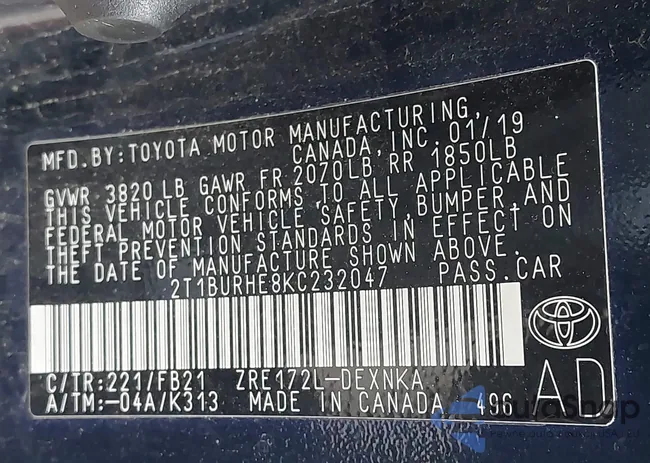 MFD. BY: TOYOTA MOTOR MANUFACTURING,
CANADA, INC. 01/19
GVWR 3820 LB GAWR FR 2070LB RR 1850LB
THIS VEHICLE CONFORMS TO ALL APPLICABLE
FEDERAL MOTOR VEHICLE SAFETY, BUMPER, AND
THEFT PREVENTION STANDARDS IN EFFECT ON
THE DATE OF MANUFACTURE SHOWN ABOVE.
2T1BURHE8KC232047 PASS. CAR
C/TR: 221/FB21 ZRE172L-DEXNKA
A/TM:-04A/K313 MADE IN CANADA 496
AD
AulaSnap